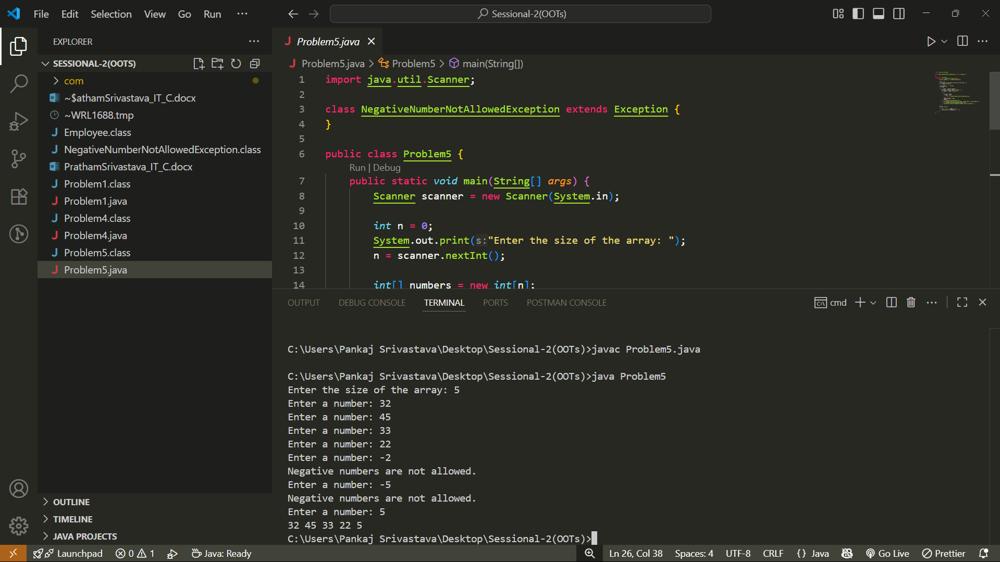 File Edit Selection View Go Run ···
Sessional-2(OOTs)
EXPLORER
SESSIONAL-2(OOTS)
com
~$athamSrivastava_IT_C.docx
~WRL1688.tmp
Employee.class
NegativeNumberNotAllowedException.class
PrathamSrivastava_IT_C.docx
Problem1.class
Problem1.java
Problem4.class
Problem4.java
Problem5.class
Problem5.java
OUTLINE
TIMELINE
JAVA PROJECTS
Problem5.java
Problem5.java > Problem5 > main(String[])
1 import java.util.Scanner;
2
3 class NegativeNumberNotAllowedException extends Exception {
4 }
5
6 public class Problem5 {
Run | Debug
7 public static void main(String[] args) {
8 Scanner scanner = new Scanner(System.in);
9
10 int n = 0;
11 System.out.print(s:"Enter the size of the array: ");
12 n = scanner.nextInt();
13
14 int[] numbers = new int[n];
OUTPUT DEBUG CONSOLE TERMINAL PORTS POSTMAN CONSOLE
cmd
C:\Users\Pankaj Srivastava\Desktop\Sessional-2(OOTs)>javac Problem5.java
C:\Users\Pankaj Srivastava\Desktop\Sessional-2(OOTs)>java Problem5
Enter the size of the array: 5
Enter a number: 32
Enter a number: 45
Enter a number: 33
Enter a number: 22
Enter a number: -2
Negative numbers are not allowed.
Enter a number: -5
Negative numbers are not allowed.
Enter a number: 5
32 45 33 22 5
C:\Users\Pankaj Srivastava\Desktop\Sessional-2(OOTs)>
Launchpad 0 1 Java: Ready Ln 26, Col 38 Spaces: 4 UTF-8 CRLF {} Java Go Live Prettier